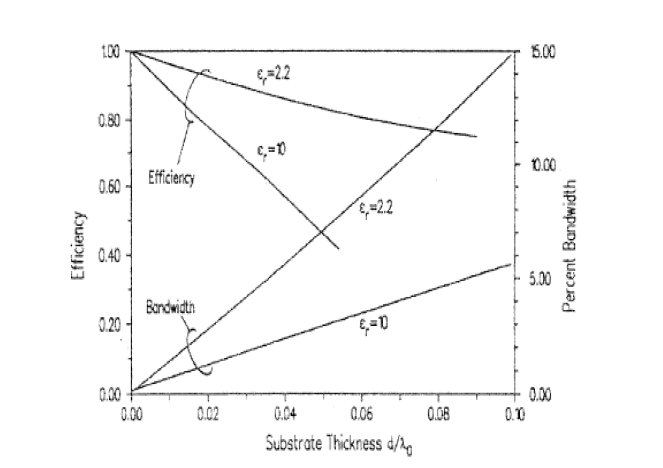 1.00
15.00
εr=2.2
0.80
εr=10
10.00
Efficiency
0.60
εr=2.2
Efficiency
Percent Bandwidth
0.40
5.00
Bandwidth
0.20
εr=10
0.00
0.00
0.00
0.02
0.04
0.06
0.08
0.10
Substrate Thickness d/λ0